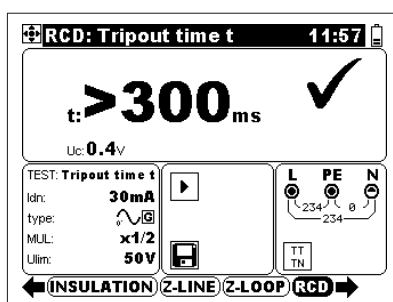 RCD: Tripout time t 11:57
t:>300ms
Uc:0.4V
TEST: Tripout time t
Idn: 30mA
type: G
MUL: x1/2
Ulim: 50V
L PE N
234 0
234
TT
TN
INSULATION Z-LINE Z-LOOP RCD